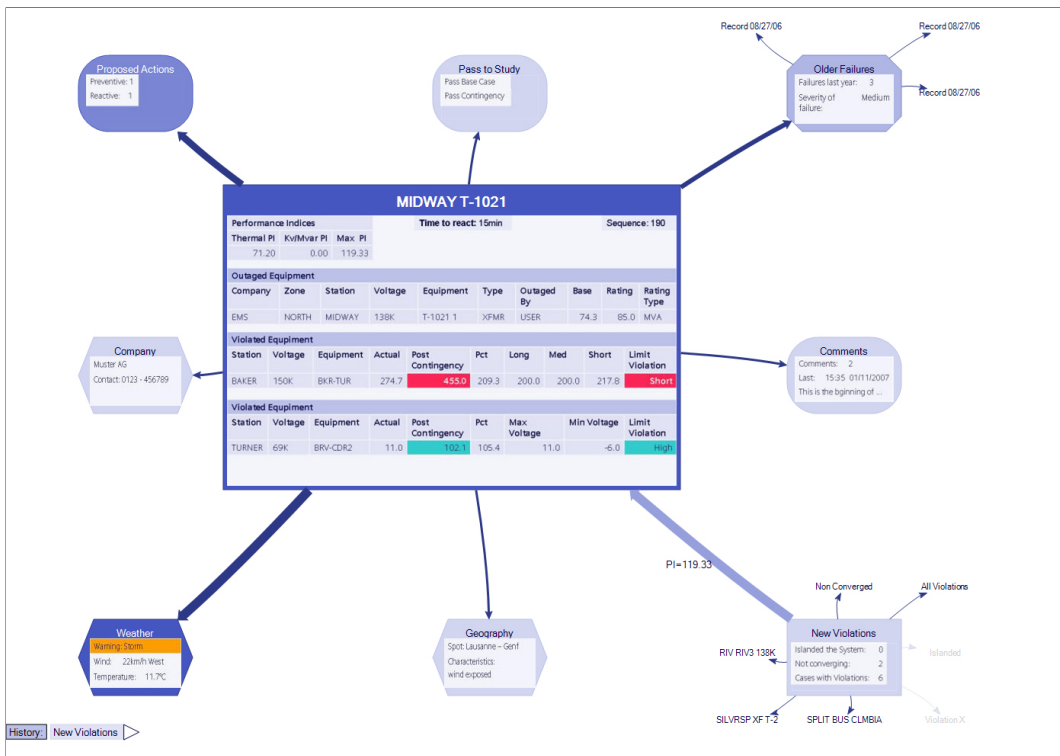 Record 08/27/06
Record 08/27/06
Proposed Actions
Preventive: 1
Reactive: 1
Pass to Study
Pass Base Case
Pass Contingency
Older Failures
Failures last year: 3
Severity of failure: Medium
Record 08/27/06
MIDWAY T-1021
Performance Indices Time to react: 15min Sequence: 190
Thermal PI Kv/Mvar PI Max PI
71.20 0.00 119.33
Outaged Equipment
Company Zone Station Voltage Equipment Type Outaged By Base Rating Rating Type
EMS NORTH MIDWAY 138K T-1021 1 XFMR USER 74.3 85.0 MVA
Violated Equpiment
Station Voltage Equipment Actual Post Contingency Pct Long Med Short Limit Violation
BAKER 150K BKR-TUR 274.7 455.0 209.3 200.0 200.0 217.8 Short
Violated Equpiment
Station Voltage Equipment Actual Post Contingency Pct Max Voltage Min Voltage Limit Violation
TURNER 69K BRV-CDR2 11.0 102.1 105.4 11.0 -6.0 High
Company
Muster AG
Contact: 0123 - 456789
Comments
Comments: 2
Last: 15:35 01/11/2007
This is the bginning of ...
PI=119.33
Weather
Warning: Storm
Wind: 22km/h West
Temperature: 11.7°C
Geography
Spot: Lausanne – Genf
Characteristics:
wind exposed
Non Converged
All Violations
New Violations
Islanded the System: 0
Not converging: 2
Cases with Violations: 6
RIV RIV3 138K
Islanded
SILVRSP XF T-2
SPLIT BUS CLMBIA
Violation X
History: New Violations